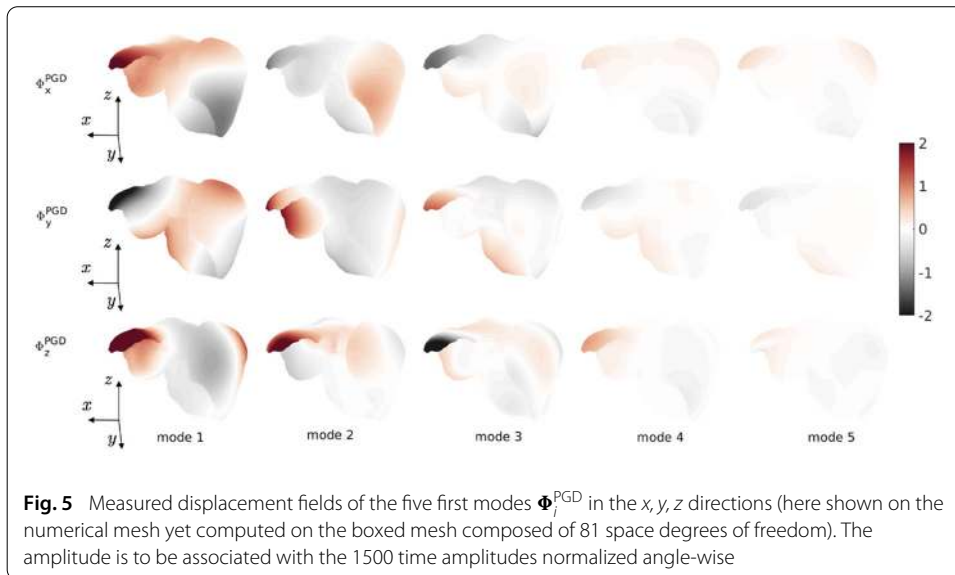 Φ_x^PGD
z
x
y
2
1
0
-1
-2
Φ_y^PGD
z
x
y
Φ_z^PGD
z
x
y
mode 1 mode 2 mode 3 mode 4 mode 5
Fig. 5 Measured displacement fields of the five first modes Φ_i^PGD in the x, y, z directions (here shown on the
numerical mesh yet computed on the boxed mesh composed of 81 space degrees of freedom). The
amplitude is to be associated with the 1500 time amplitudes normalized angle-wise